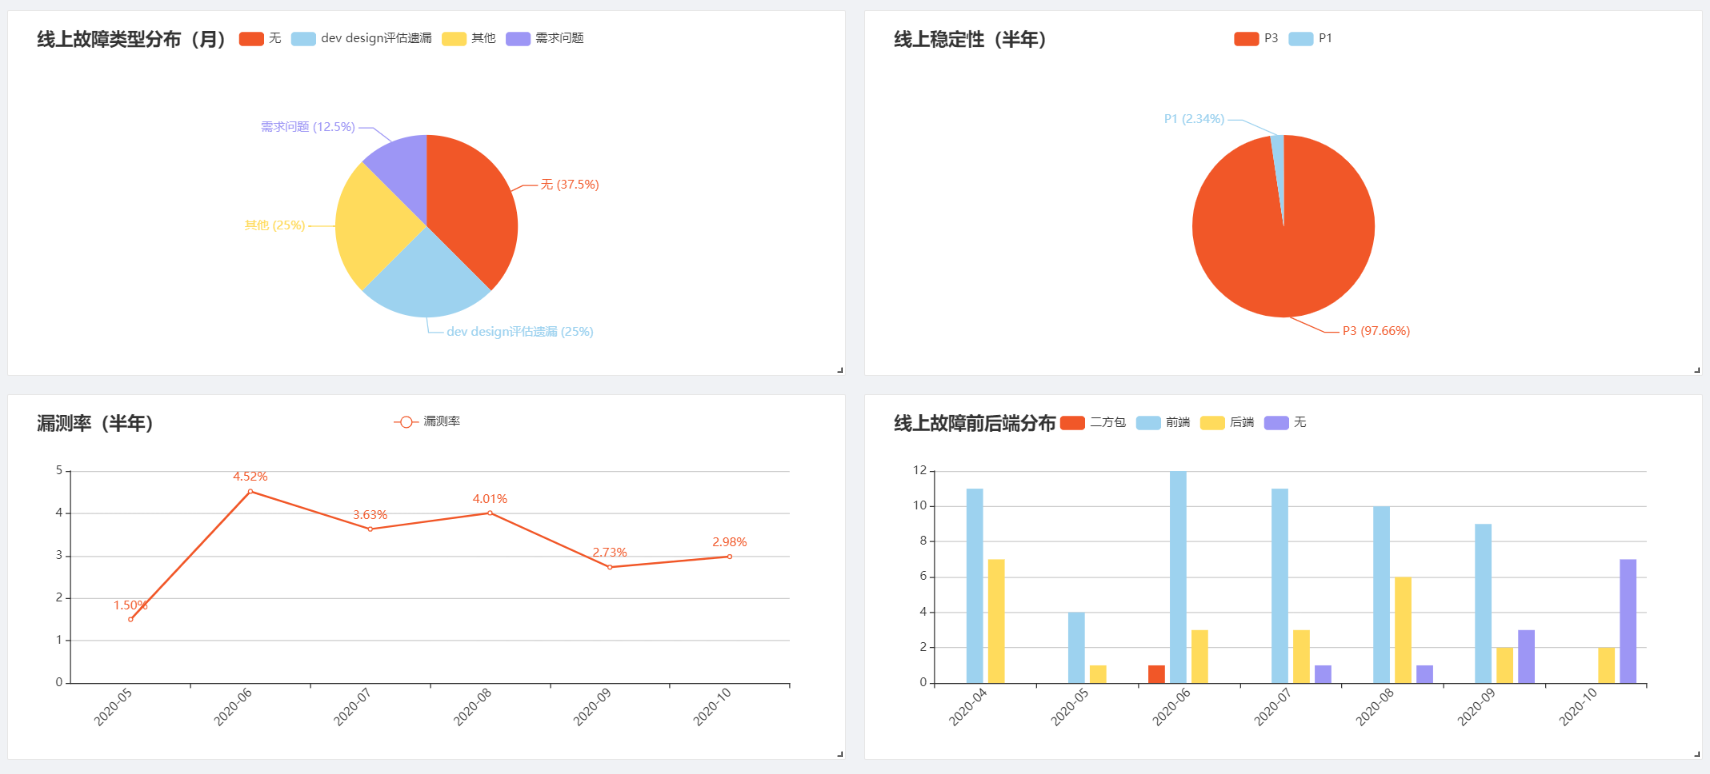 线上故障类型分布（月） 无 dev design评估遗漏 其他 需求问题
需求问题 (12.5%)
无 (37.5%)
其他 (25%)
dev design评估遗漏 (25%)
线上稳定性（半年） P3 P1
P1 (2.34%)
P3 (97.66%)
漏测率（半年） 漏测率
5
4
3
2
1
0
1.50%
4.52%
3.63%
4.01%
2.73%
2.98%
2020-05 2020-06 2020-07 2020-08 2020-09 2020-10
线上故障前后端分布 二方包 前端 后端 无
12
10
8
6
4
2
0
2020-04 2020-05 2020-06 2020-07 2020-08 2020-09 2020-10